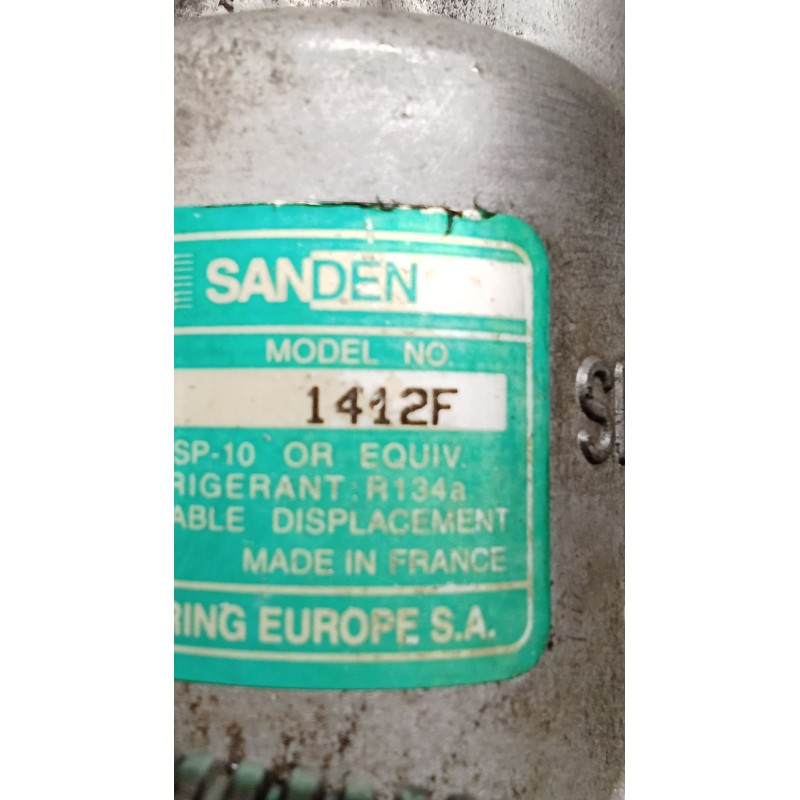 SANDEN
MODEL NO.
1412F
SP-10 OR EQUIV.
RIGERANT : R134a
ABLE DISPLACEMENT
MADE IN FRANCE
RING EUROPE S.A.